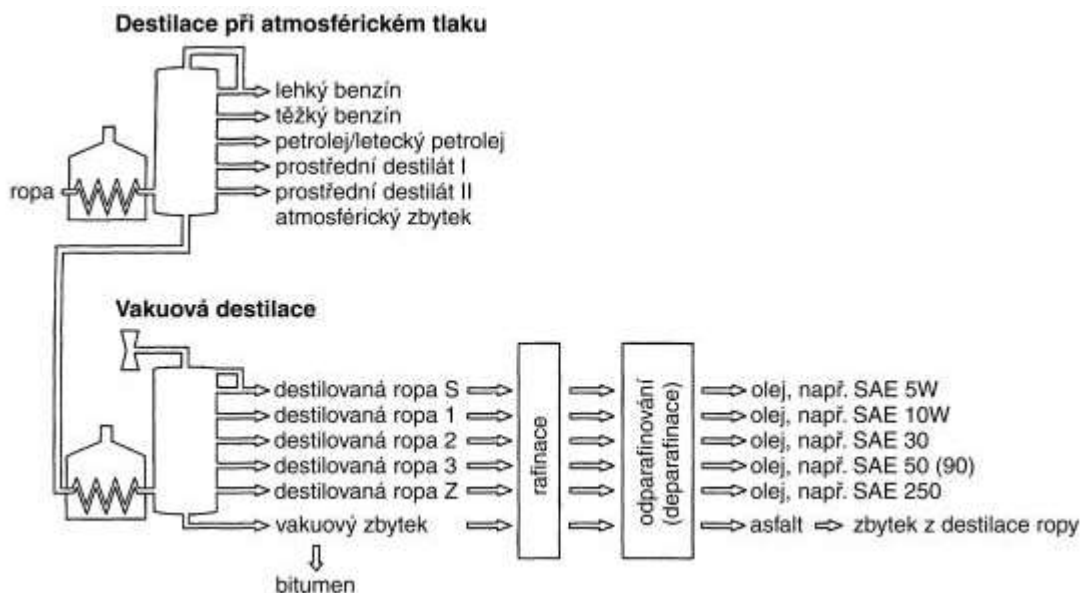 Destilace při atmosférickém tlaku
lehký benzín
těžký benzín
petrolej/letecký petrolej
prostřední destilát I
ropa
prostřední destilát II
atmosférický zbytek
Vakuová destilace
destilovaná ropa S
destilovaná ropa 1
destilovaná ropa 2
destilovaná ropa 3
destilovaná ropa Z
vakuový zbytek
bitumen
rafinace
odparafinování
(deparafinace)
olej, např. SAE 5W
olej, např. SAE 10W
olej, např. SAE 30
olej, např. SAE 50 (90)
olej, např. SAE 250
asfalt
zbytek z destilace ropy